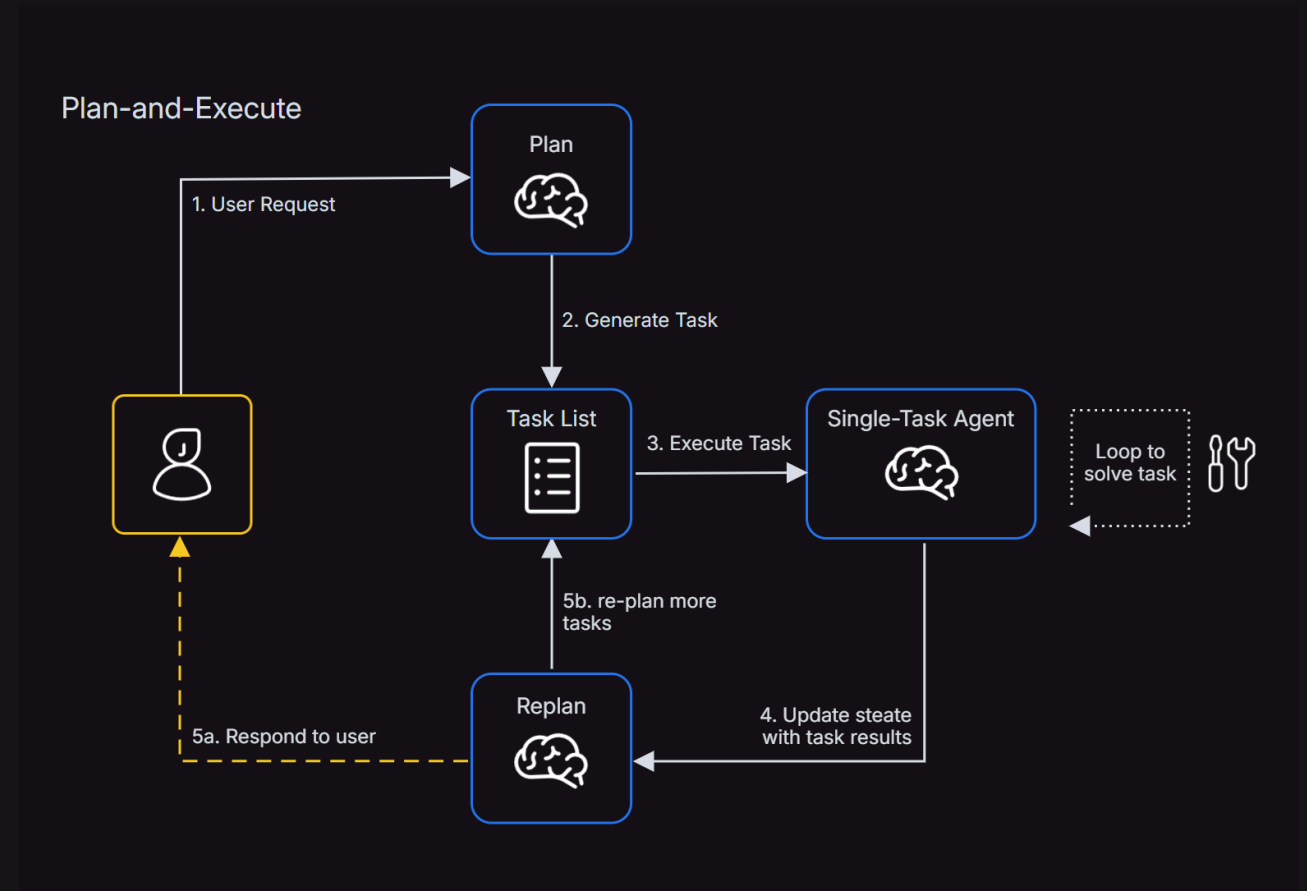 Plan-and-Execute
Plan
1. User Request
2. Generate Task
Task List
3. Execute Task
Single-Task Agent
Loop to
solve task
5b. re-plan more
tasks
Replan
4. Update steate
with task results
5a. Respond to user